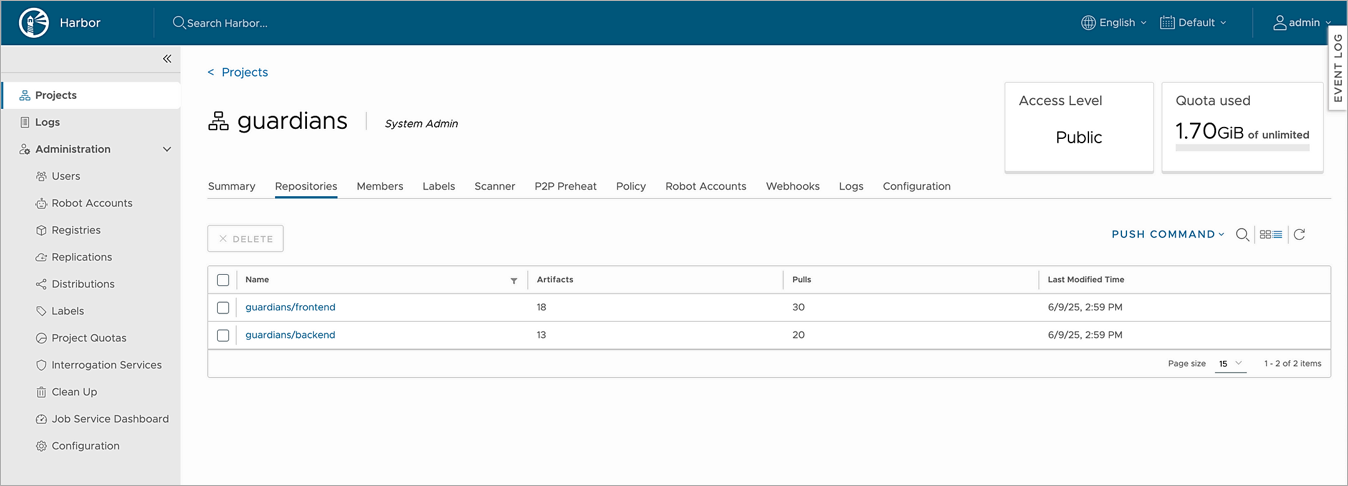 Harbor
Search Harbor...
English
Default
admin
EVENT LOG
Projects
Logs
Administration
Users
Robot Accounts
Registries
Replications
Distributions
Labels
Project Quotas
Interrogation Services
Clean Up
Job Service Dashboard
Configuration
< Projects
guardians
System Admin
Access Level
Public
Quota used
1.70GiB of unlimited
Summary Repositories Members Labels Scanner P2P Preheat Policy Robot Accounts Webhooks Logs Configuration
DELETE
PUSH COMMAND
Name Artifacts Pulls Last Modified Time
guardians/frontend 18 30 6/9/25, 2:59 PM
guardians/backend 13 20 6/9/25, 2:59 PM
Page size 15 1 - 2 of 2 items